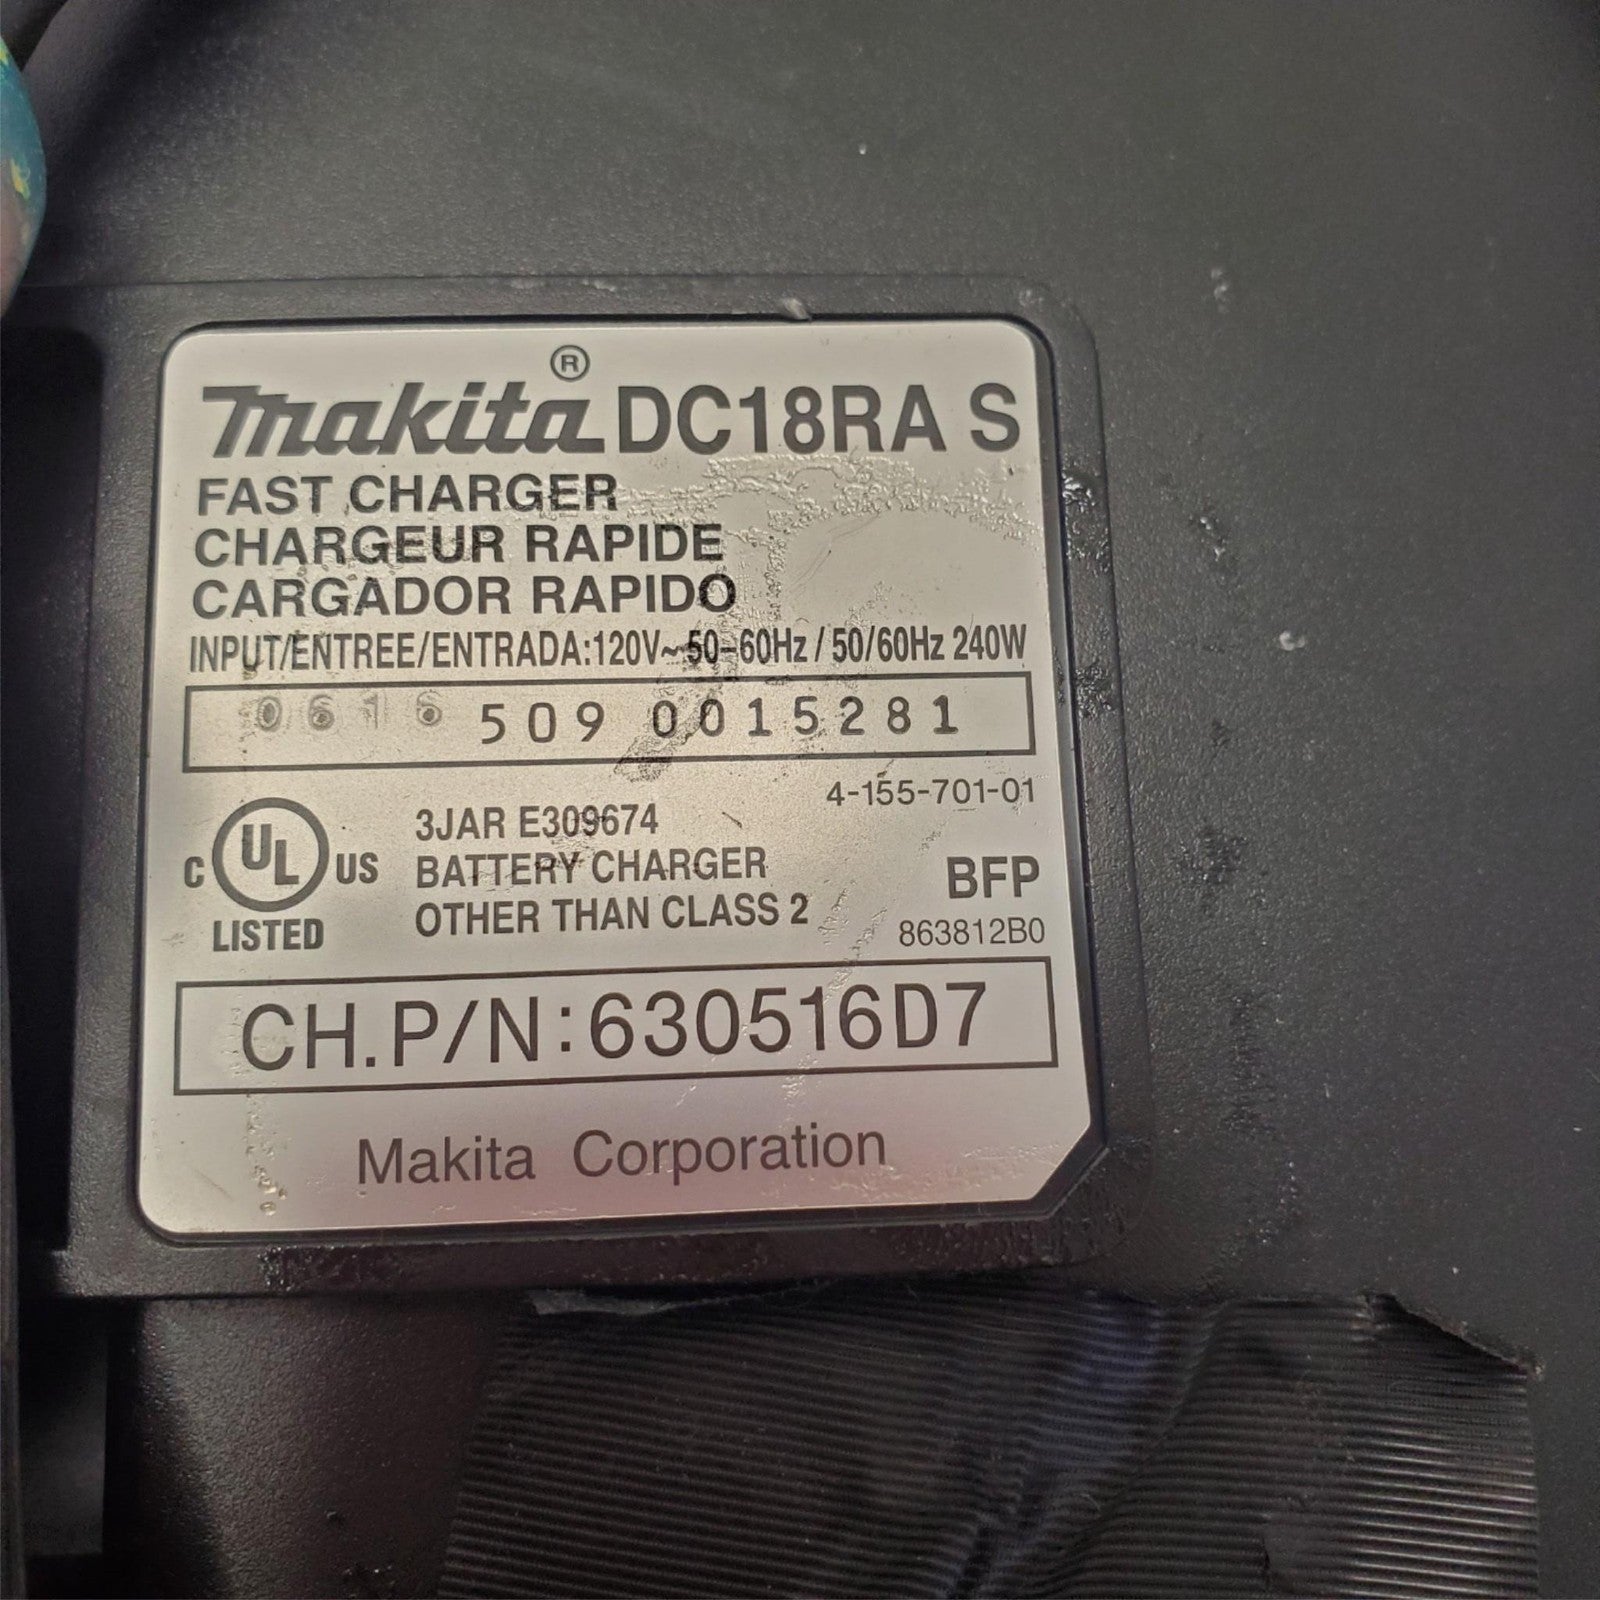 makita® DC18RA S
FAST CHARGER
CHARGEUR RAPIDE
CARGADOR RAPIDO
INPUT/ENTREE/ENTRADA:120V~50-60Hz / 50/60Hz 240W
0616 509 0015281
4-155-701-01
C UL US
LISTED
3JAR E309674
BATTERY CHARGER
OTHER THAN CLASS 2
BFP
863812B0
CH.P/N:630516D7
Makita Corporation